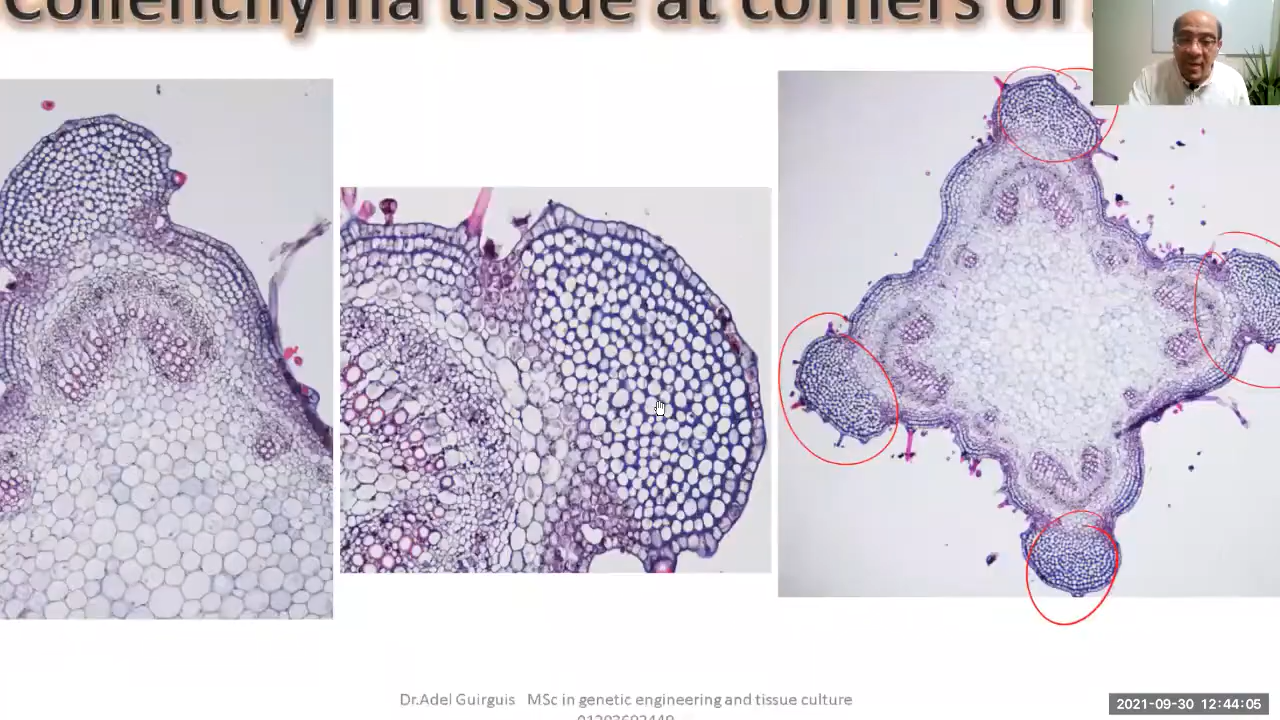 Collenchyma tissue at corners of
Dr.Adel Guirguis MSc in genetic engineering and tissue culture
01203692449
2021-09-30 12:44:05